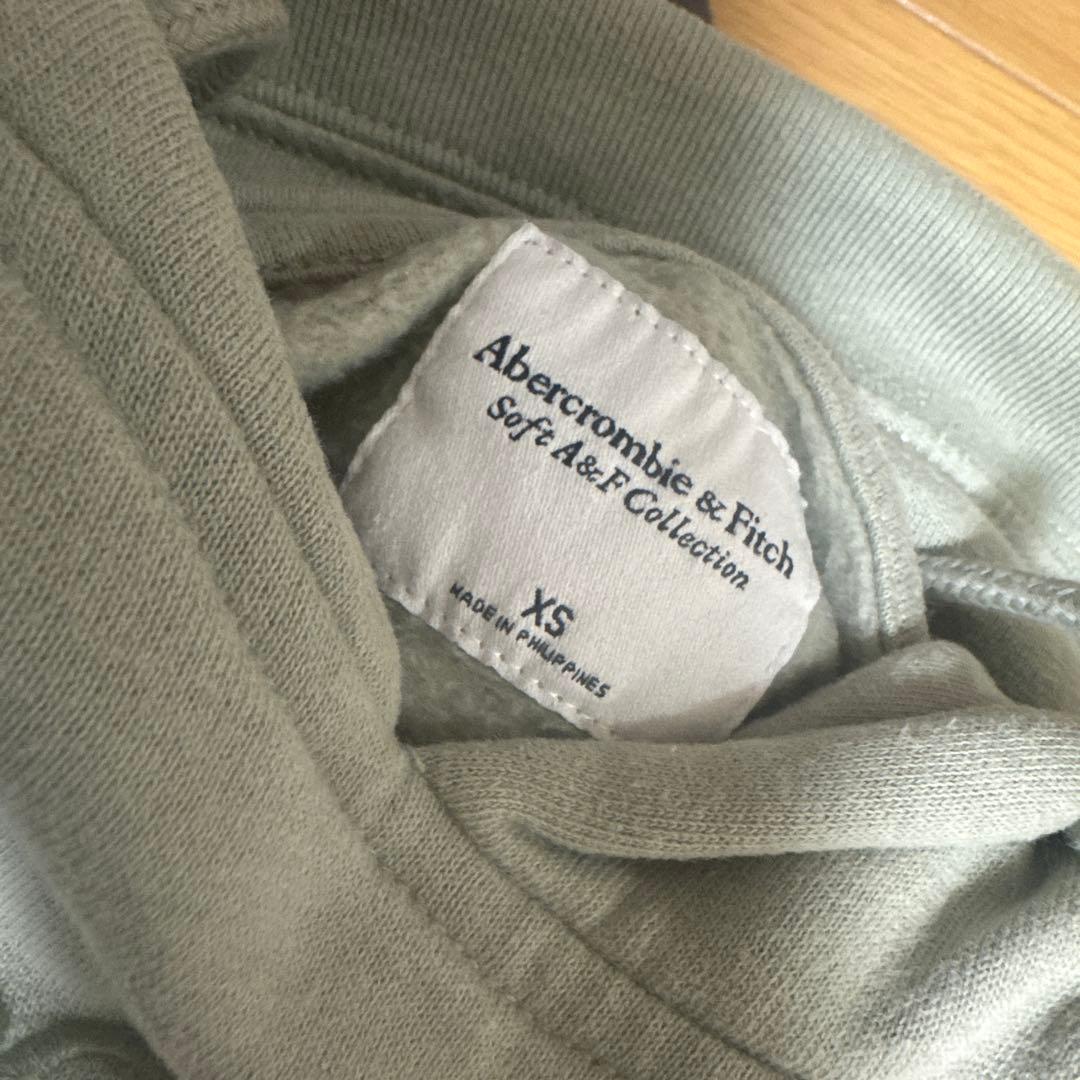 Abercrombie & Fitch
Soft A&F Collection
XS
MADE IN PHILIPPINES